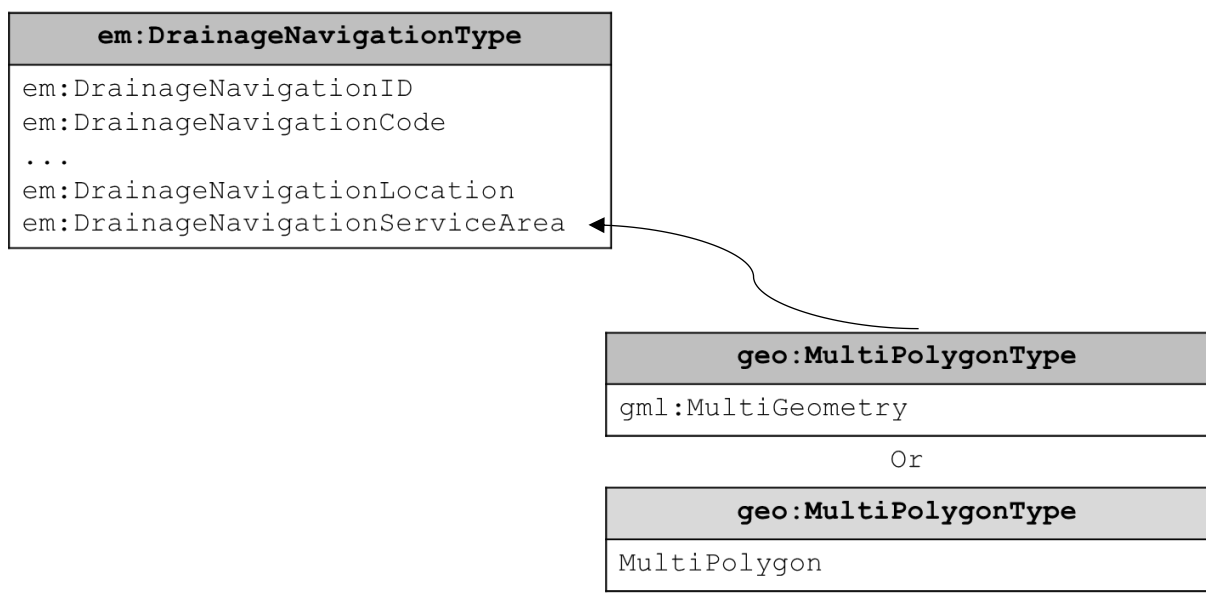 em:DrainageNavigationType
em:DrainageNavigationID
em:DrainageNavigationCode
...
em:DrainageNavigationLocation
em:DrainageNavigationServiceArea
geo:MultiPolygonType
gml:MultiGeometry
Or
geo:MultiPolygonType
MultiPolygon